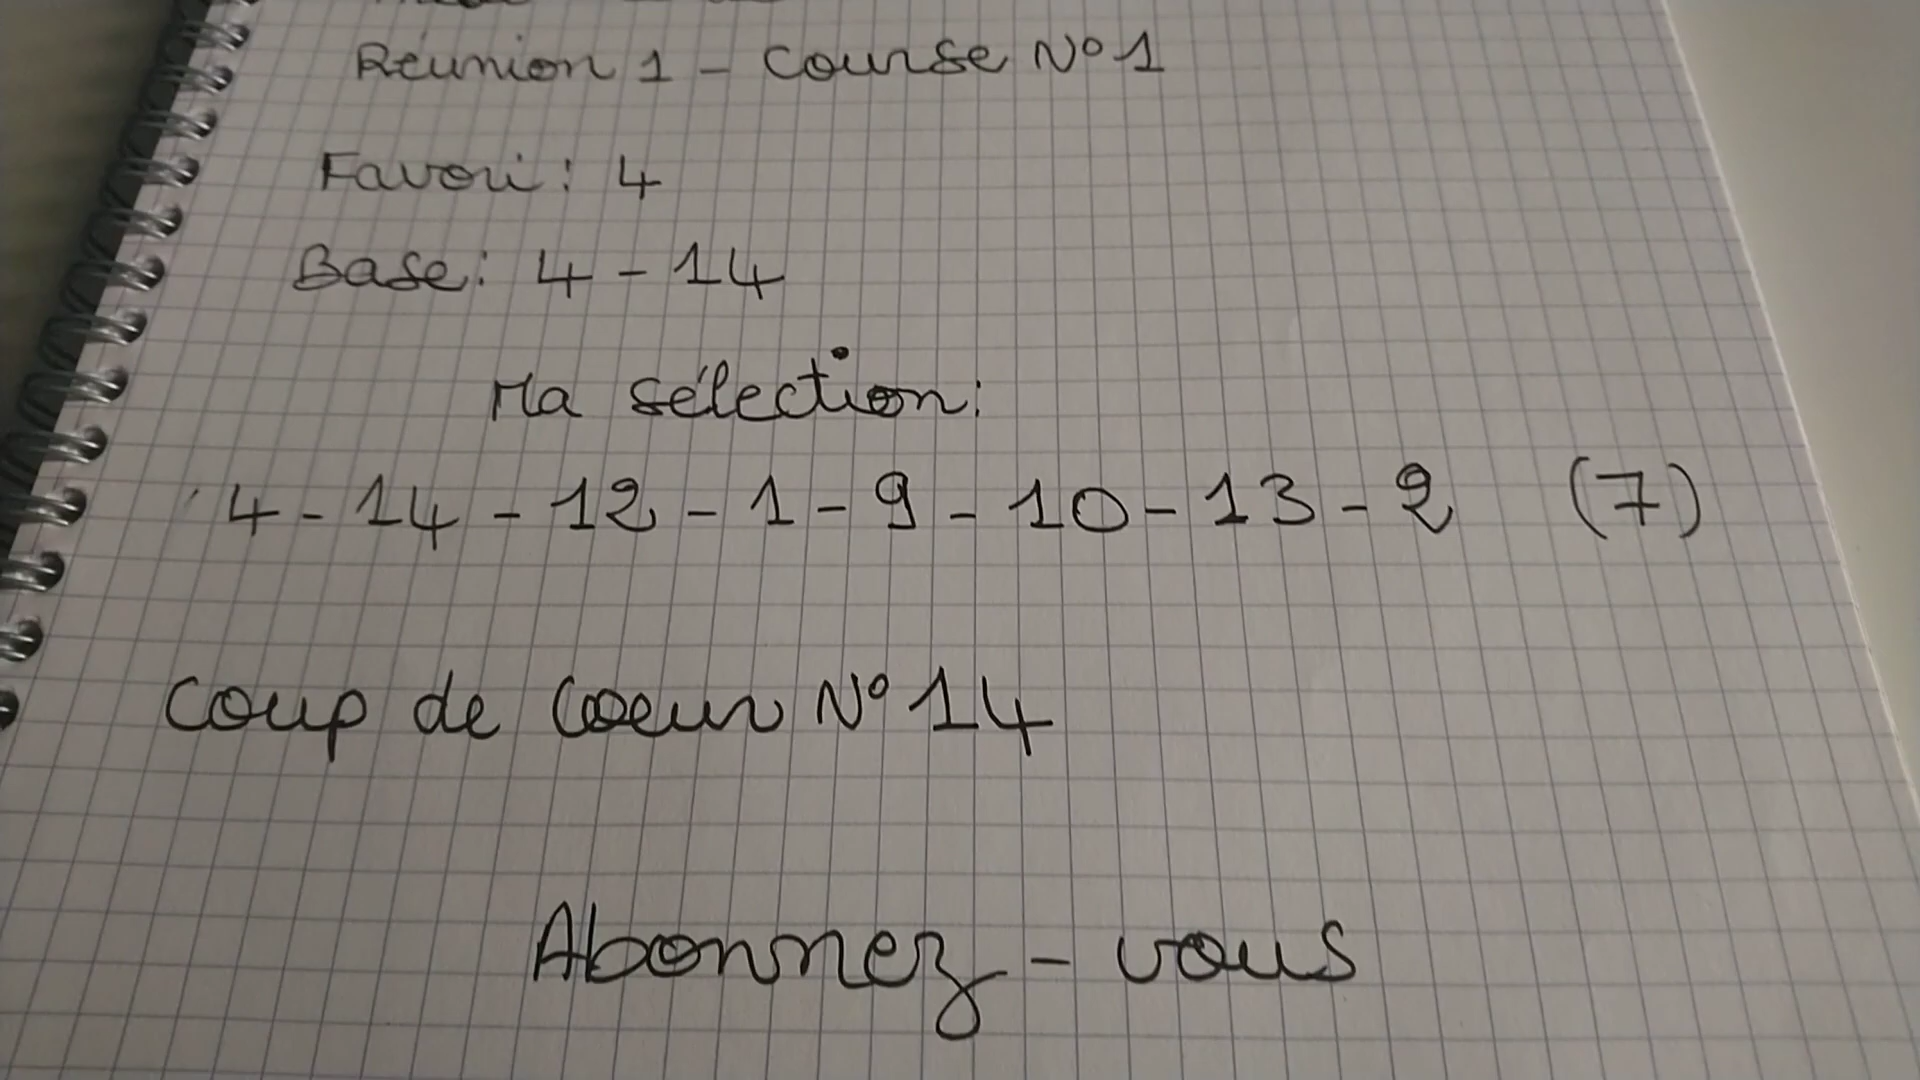 Réunion 1 - Course N° 1
Favori : 4
Base : 4 - 14
Ma sélection :
4 - 14 - 12 - 1 - 9 - 10 - 13 - 2 (7)
Coup de Coeur N° 14
Abonnez - vous